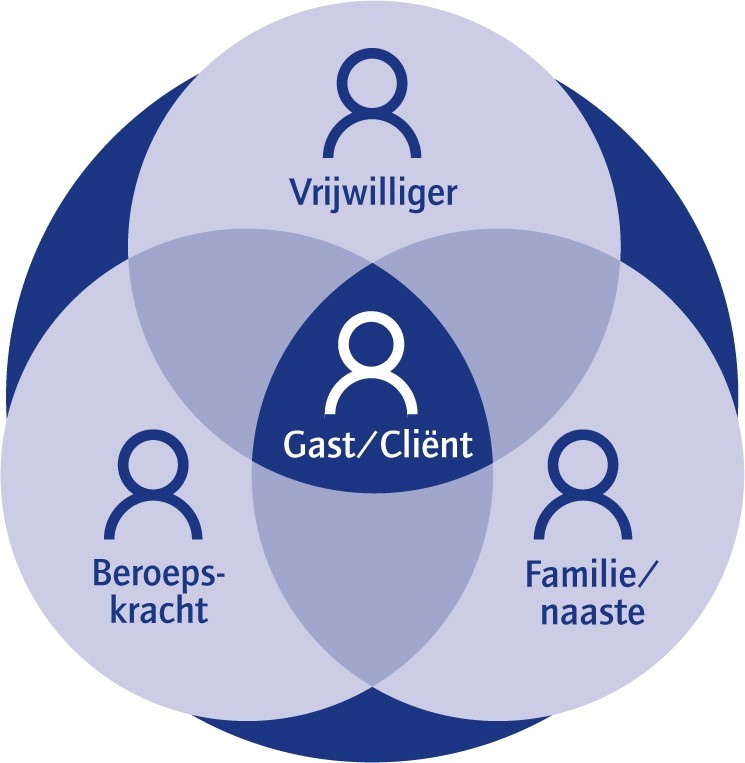 Vrijwilliger
Gast/Cliënt
Beroeps-
kracht
Familie/
naaste